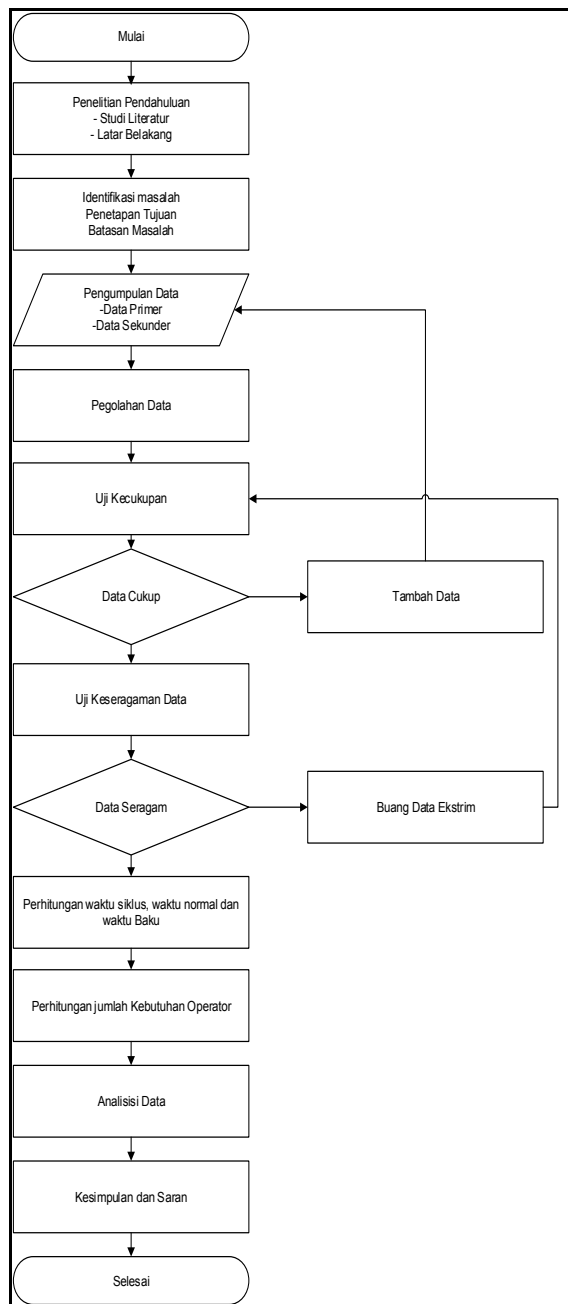 Mulai
Penelitian Pendahuluan
- Studi Literatur
- Latar Belakang
Identifikasi masalah
Penetapan Tujuan
Batasan Masalah
Pengumpulan Data
-Data Primer
-Data Sekunder
Pegolahan Data
Uji Kecukupan
Data Cukup
Tambah Data
Uji Keseragaman Data
Data Seragam
Buang Data Ekstrim
Perhitungan waktu siklus, waktu normal dan
waktu Baku
Perhitungan jumlah Kebutuhan Operator
Analisisi Data
Kesimpulan dan Saran
Selesai